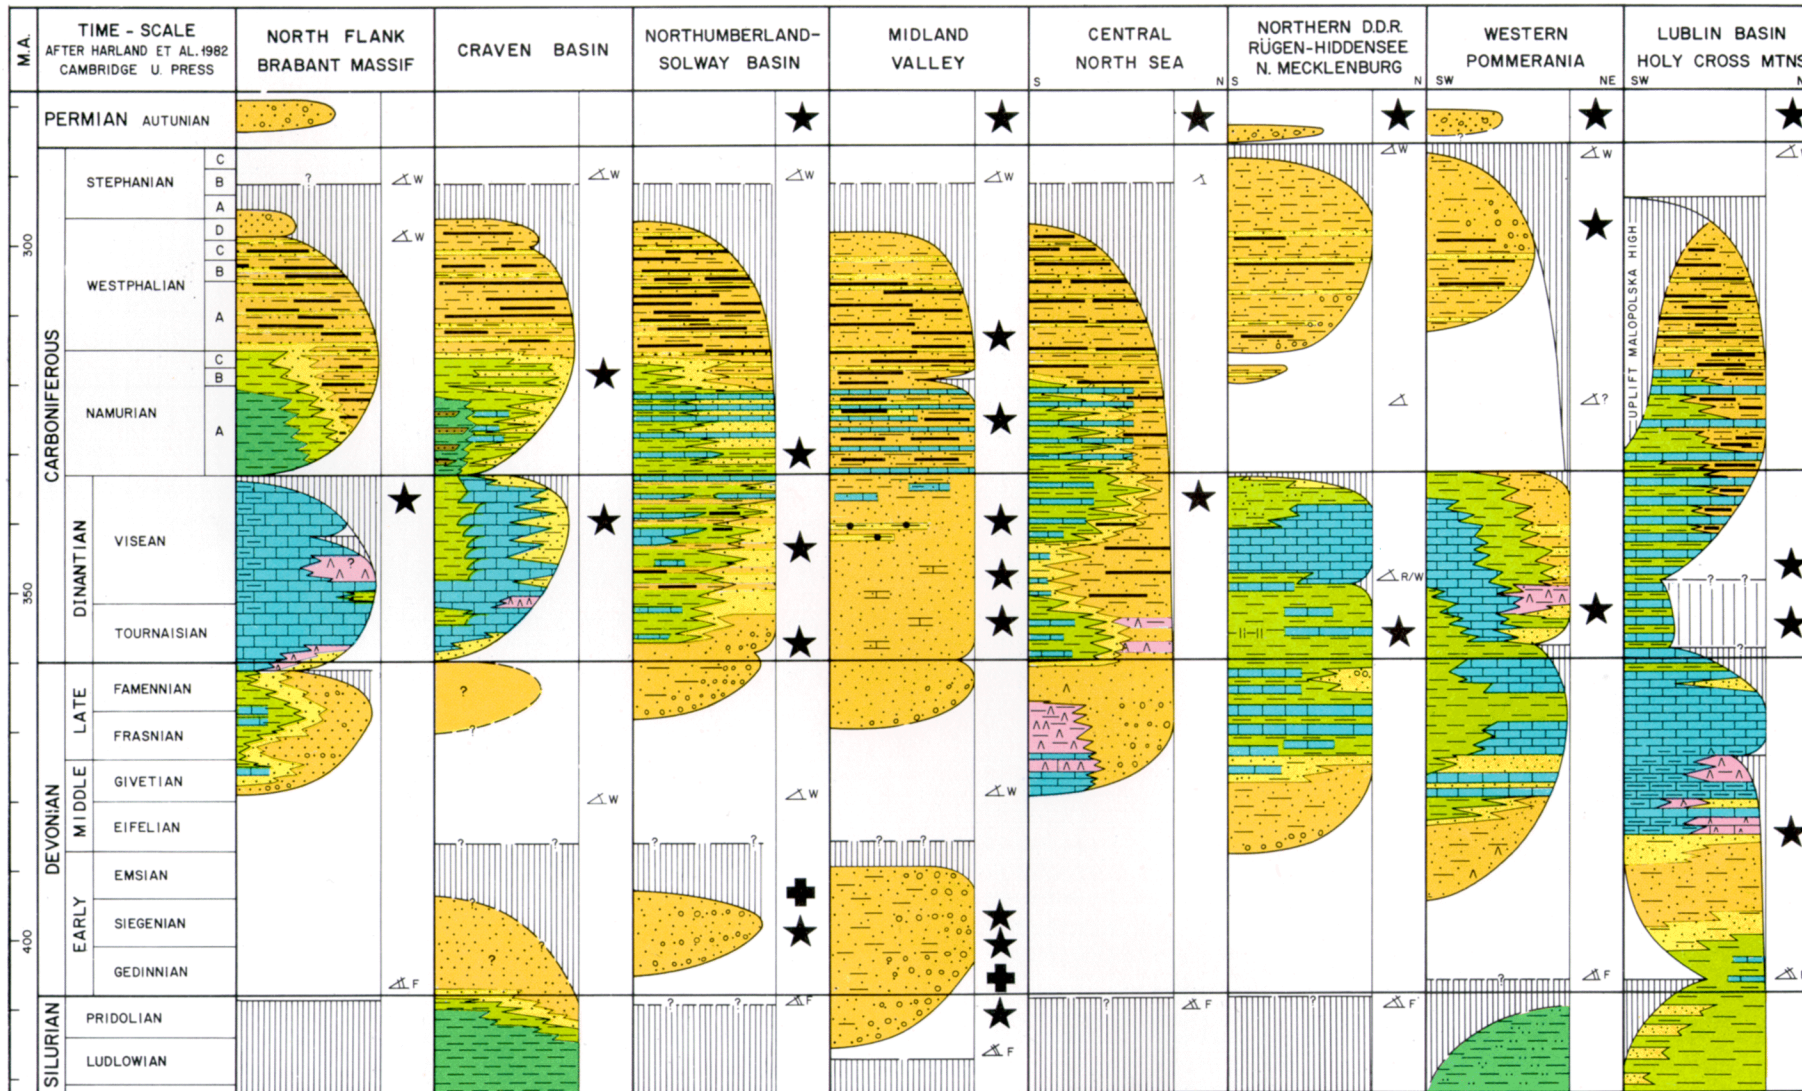 M.A.
TIME - SCALE
AFTER HARLAND ET AL. 1982
CAMBRIDGE U. PRESS
NORTH FLANK
BRABANT MASSIF
CRAVEN BASIN
NORTHUMBERLAND-
SOLWAY BASIN
MIDLAND
VALLEY
CENTRAL
NORTH SEA
S N
NORTHERN D.D.R.
RÜGEN-HIDDENSEE
N. MECKLENBURG
S N
WESTERN
POMMERANIA
SW NE
LUBLIN BASIN
HOLY CROSS MTNS
SW N
PERMIAN AUTUNIAN
CARBONIFEROUS
STEPHANIAN
C
B
A
WESTPHALIAN
D
C
B
A
NAMURIAN
C
B
A
DINANTIAN
VISEAN
TOURNAISIAN
DEVONIAN
LATE
FAMENNIAN
FRASNIAN
MIDDLE
GIVETIAN
EIFELIAN
EARLY
EMSIAN
SIEGENIAN
GEDINNIAN
SILURIAN
PRIDOLIAN
LUDLOWIAN
300
350
400
?
W
W
?
F
W
?
W
? ?
?
?
?
W
W
? ?
? ?
F
W
W
? ?
?
F
?
F
W
R/W
F
?
W
?
?
F
UPLIFT MALOPOLSKA HIGH
? ?
?
F